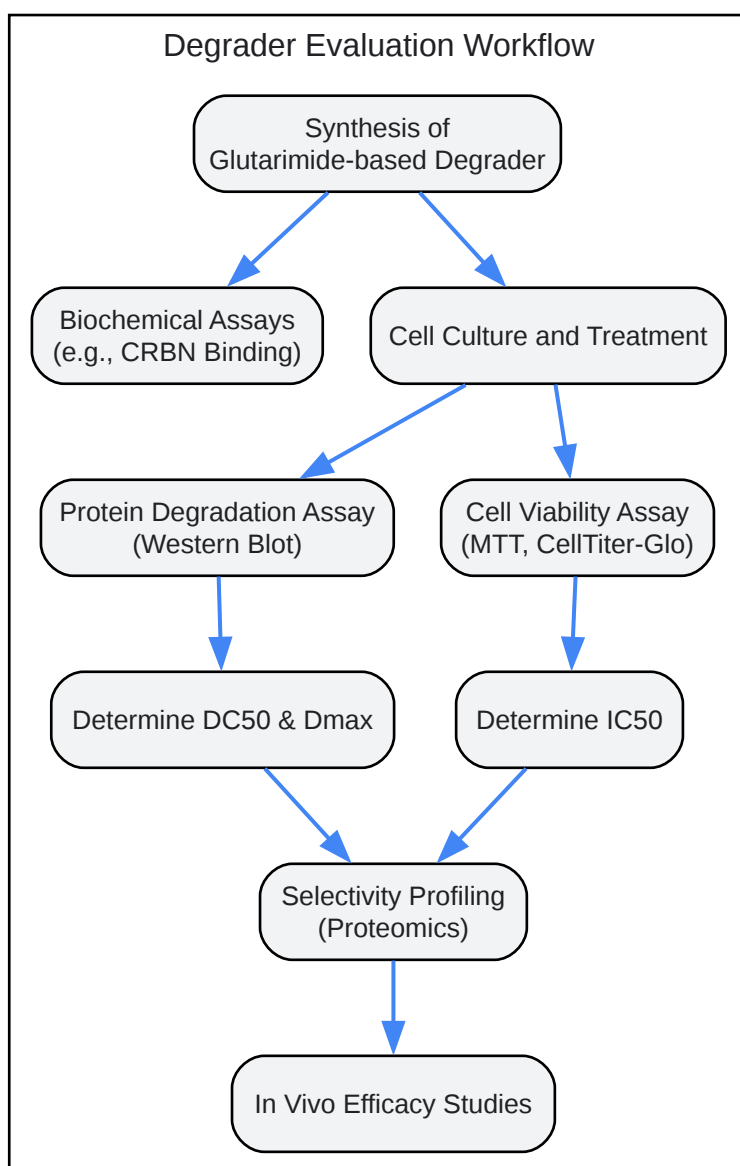 Degrader Evaluation Workflow
Synthesis of
Glutarimide-based Degrader
Biochemical Assays
(e.g., CRBN Binding)
Cell Culture and Treatment
Protein Degradation Assay
(Western Blot)
Cell Viability Assay
(MTT, CellTiter-Glo)
Determine DC50 & Dmax
Determine IC50
Selectivity Profiling
(Proteomics)
In Vivo Efficacy Studies